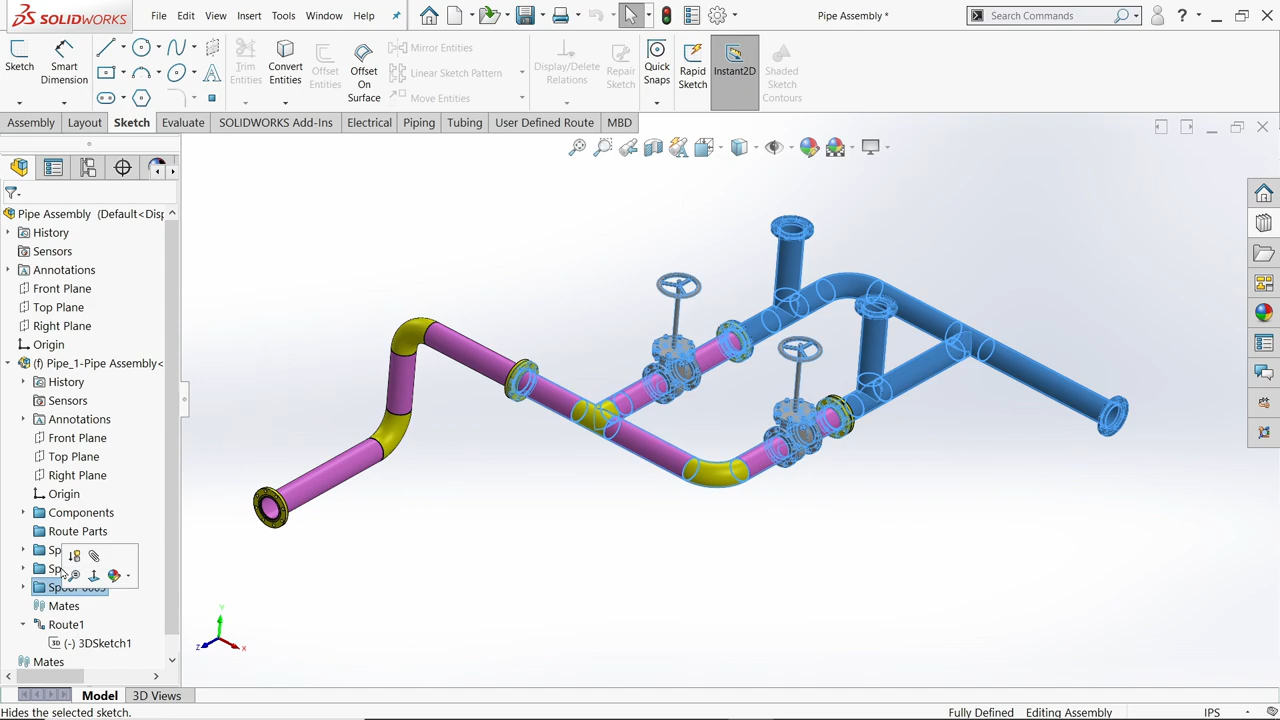 SOLIDWORKS File Edit View Insert Tools Window Help Pipe Assembly * Search Commands ?
Sketch Smart Dimension Trim Entities Convert Entities Offset Entities Offset On Surface Mirror Entities Linear Sketch Pattern Move Entities Display/Delete Relations Repair Sketch Quick Snaps Rapid Sketch Instant2D Shaded Sketch Contours
Assembly Layout Sketch Evaluate SOLIDWORKS Add-Ins Electrical Piping Tubing User Defined Route MBD
Pipe Assembly (Default<Disp
History
Sensors
Annotations
Front Plane
Top Plane
Right Plane
Origin
(f) Pipe_1-Pipe Assembly<
History
Sensors
Annotations
Front Plane
Top Plane
Right Plane
Origin
Components
Route Parts
Sp
Sp
Mates
Route1
3D (-) 3DSketch1
Mates
Y
Z X
Model 3D Views
Hides the selected sketch. Fully Defined Editing Assembly IPS